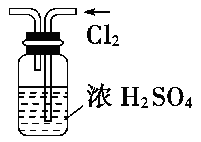 Cl₂
浓 H₂SO₄